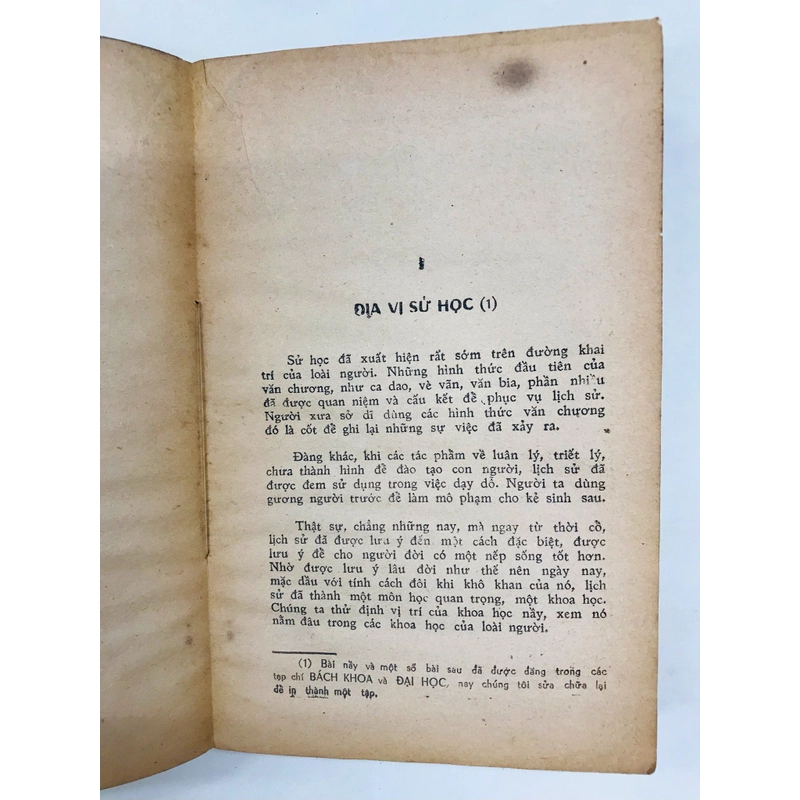 I
ĐỊA VỊ SỬ HỌC (1)
Sử học đã xuất hiện rất sớm trên đường khai
trí của loài người. Những hình thức đầu tiên của
văn chương, như ca dao, vè vãn, văn bia, phần nhiều
đã được quan niệm và cấu kết để phục vụ lịch sử.
Người xưa sở dĩ dùng các hình thức văn chương
đó là cốt để ghi lại những sự việc đã xảy ra.
Đàng khác, khi các tác phẩm về luân lý, triết lý,
chưa thành hình để đào tạo con người, lịch sử đã
được đem sử dụng trong việc dạy dỗ. Người ta dùng
gương người trước để làm mô phạm cho kẻ sinh sau.
Thật sự, chẳng những nay, mà ngay từ thời cổ,
lịch sử đã được lưu ý đến một cách đặc biệt, được
lưu ý để cho người đời có một nếp sống tốt hơn.
Nhờ được lưu ý lâu đời như thế nên ngày nay,
mặc dầu với tính cách đôi khi khô khan của nó, lịch
sử đã thành một môn học quan trọng, một khoa học.
Chúng ta thử định vị trí của khoa học nầy, xem nó
nằm đâu trong các khoa học của loài người.
(1) Bài nầy và một số bài sau đã được đăng trong các
tạp chí BÁCH KHOA và ĐẠI HỌC, nay chúng tôi sửa chữa lại
để in thành một tập.